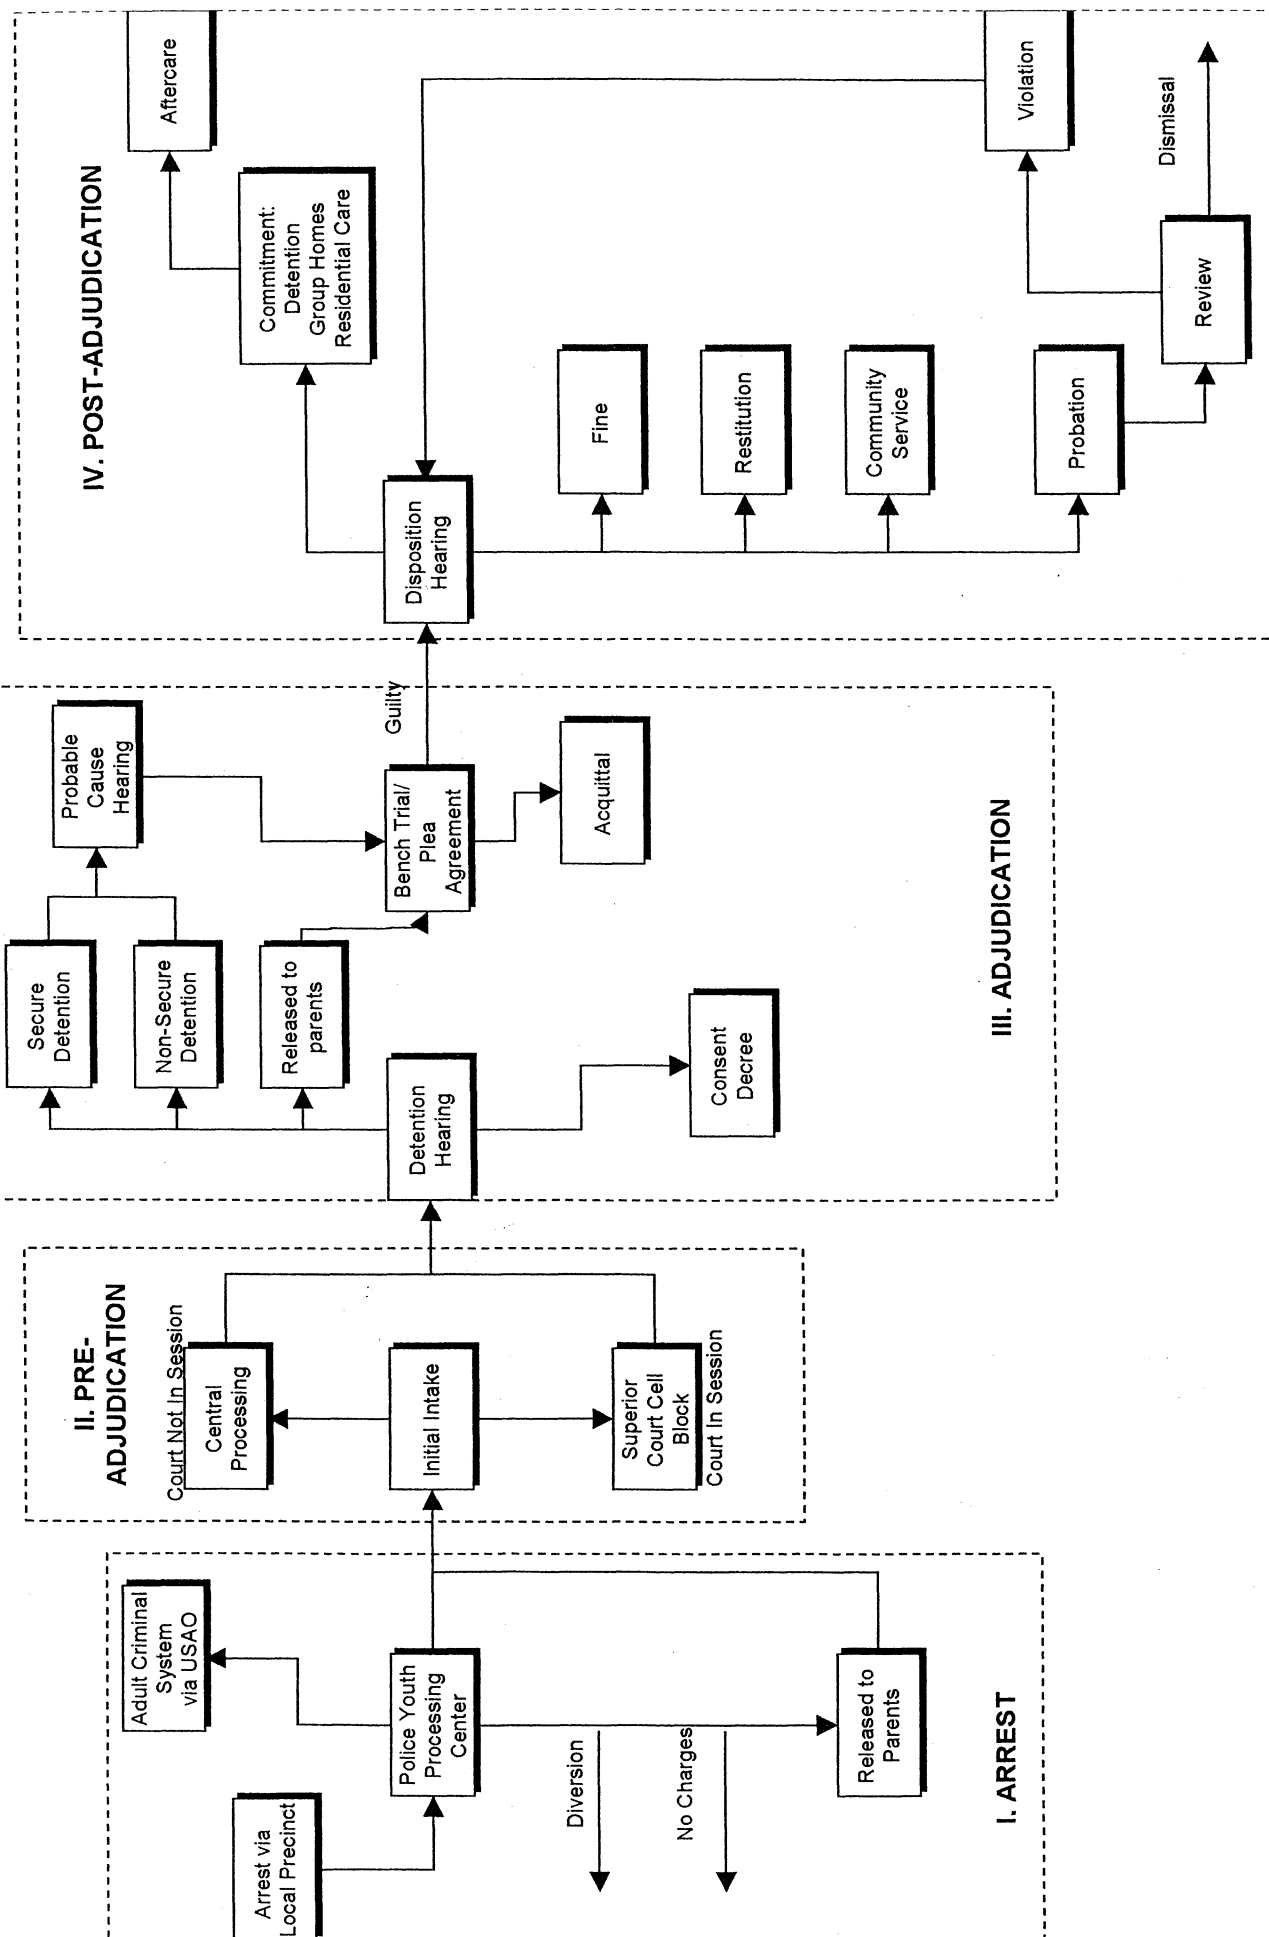 I. ARREST
Arrest via
Local Precinct
Adult Criminal
System
via USAO
Police Youth
Processing
Center
Diversion
No Charges
Released to
Parents
II. PRE-
ADJUDICATION
Court Not In Session
Central
Processing
Initial Intake
Superior
Court Cell
Block
Court In Session
III. ADJUDICATION
Detention
Hearing
Secure
Detention
Non-Secure
Detention
Released to
parents
Consent
Decree
Probable
Cause
Hearing
Bench Trial/
Plea
Agreement
Acquittal
Guilty
IV. POST-ADJUDICATION
Disposition
Hearing
Commitment:
Detention
Group Homes
Residential Care
Aftercare
Fine
Restitution
Community
Service
Probation
Review
Violation
Dismissal